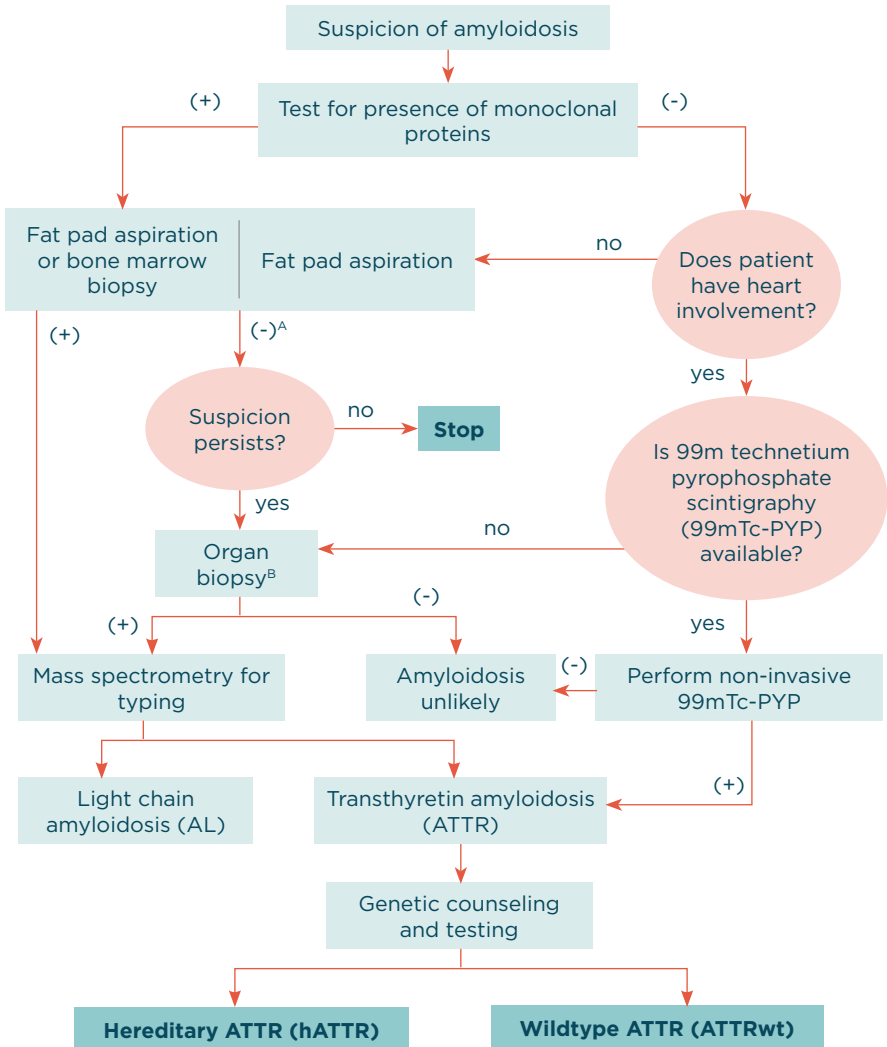 Suspicion of amyloidosis
(+)
Test for presence of monoclonal
proteins
(-)
Fat pad aspiration
or bone marrow
biopsy
Fat pad aspiration
no
Does patient
have heart
involvement?
(+)
(-)ᴬ
yes
Suspicion
persists?
no
Stop
Is 99m technetium
pyrophosphate
scintigraphy
(99mTc-PYP)
available?
yes
no
Organ
biopsyᴮ
(+)
(-)
yes
Mass spectrometry for
typing
Amyloidosis
unlikely
(-)
Perform non-invasive
99mTc-PYP
(+)
Light chain
amyloidosis (AL)
Transthyretin amyloidosis
(ATTR)
Genetic counseling
and testing
Hereditary ATTR (hATTR)
Wildtype ATTR (ATTRwt)